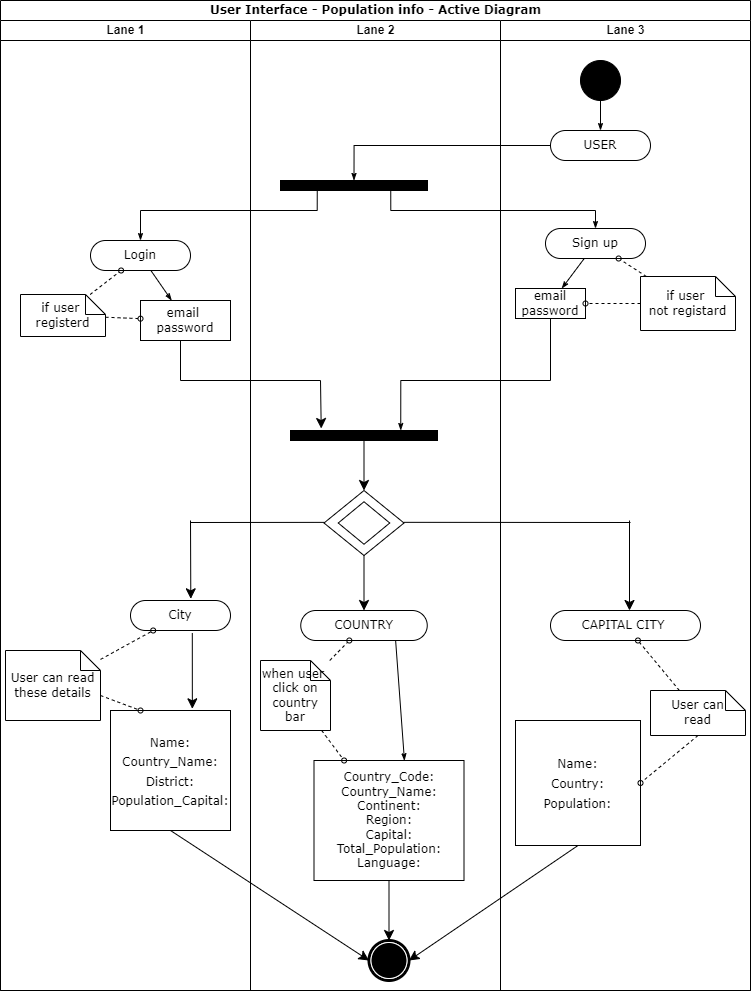 User Interface - Population info - Active Diagram
Lane 1
Lane 2
Lane 3
USER
Login
Sign up
if user
registerd
email
password
email
password
if user
not registard
City
COUNTRY
CAPITAL CITY
User can read
these details
when user
click on
country
bar
User can
read
Name:
Country_Name:
District:
Population_Capital:
Country_Code:
Country_Name:
Continent:
Region:
Capital:
Total_Population:
Language:
Name:
Country:
Population: